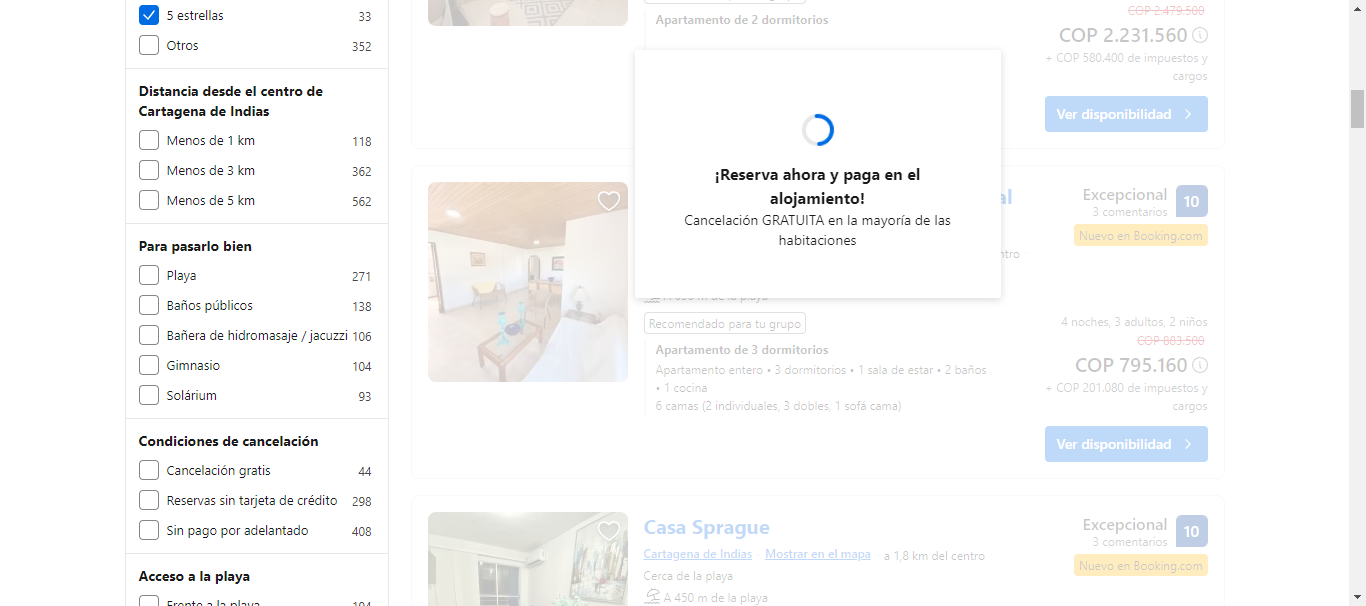 5 estrellas 33
Otros 352
Distancia desde el centro de
Cartagena de Indias
Menos de 1 km 118
Menos de 3 km 362
Menos de 5 km 562
Para pasarlo bien
Playa 271
Baños públicos 138
Bañera de hidromasaje / jacuzzi 106
Gimnasio 104
Solárium 93
Condiciones de cancelación
Cancelación gratis 44
Reservas sin tarjeta de crédito 298
Sin pago por adelantado 408
Acceso a la playa
Frente a la playa 194
Apartamento de 2 dormitorios
COP 2.479.500
COP 2.231.560
+ COP 580.400 de impuestos y
cargos
Ver disponibilidad
¡Reserva ahora y paga en el
alojamiento!
Cancelación GRATUITA en la mayoría de las
habitaciones
al
Excepcional 10
3 comentarios
Nuevo en Booking.com
ntro
de la playa
Recomendado para tu grupo
Apartamento de 3 dormitorios
Apartamento entero • 3 dormitorios • 1 sala de estar • 2 baños
• 1 cocina
6 camas (2 individuales, 3 dobles, 1 sofá cama)
4 noches, 3 adultos, 2 niños
COP 883.500
COP 795.160
+ COP 201.080 de impuestos y
cargos
Ver disponibilidad
Casa Sprague
Cartagena de Indias · Mostrar en el mapa a 1,8 km del centro
Cerca de la playa
A 450 m de la playa
Excepcional 10
3 comentarios
Nuevo en Booking.com